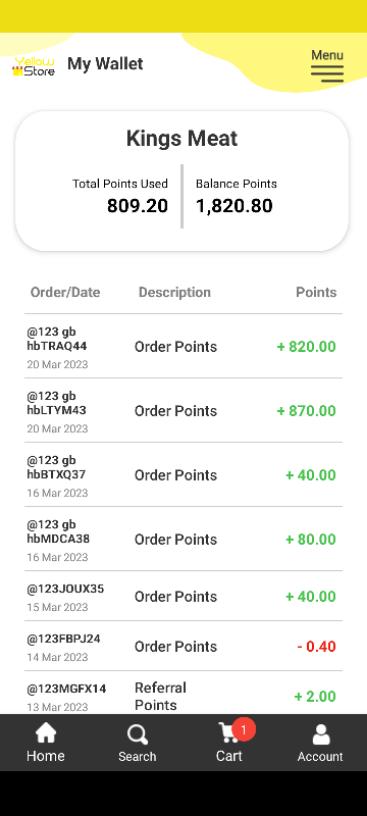 Yellow
Store
My Wallet
Menu
Kings Meat
Total Points Used
Balance Points
809.20
1,820.80
Order/Date Description Points
@123 gb
hbTRAQ44
20 Mar 2023
Order Points
+ 820.00
@123 gb
hbLTYM43
20 Mar 2023
Order Points
+ 870.00
@123 gb
hbBTXQ37
16 Mar 2023
Order Points
+ 40.00
@123 gb
hbMDCA38
16 Mar 2023
Order Points
+ 80.00
@123JOUX35
15 Mar 2023
Order Points
+ 40.00
@123FBPJ24
14 Mar 2023
Order Points
- 0.40
@123MGFX14
13 Mar 2023
Referral
Points
+ 2.00
1
Home Search Cart Account